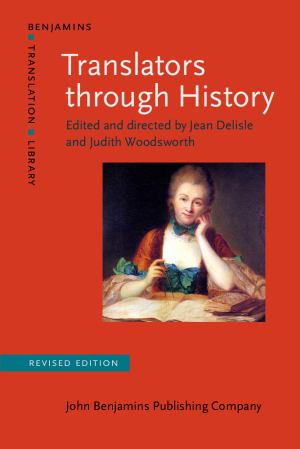 BENJAMINS
TRANSLATION
LIBRARY
Translators
through History
Edited and directed by Jean Delisle
and Judith Woodsworth
REVISED EDITION
John Benjamins Publishing Company